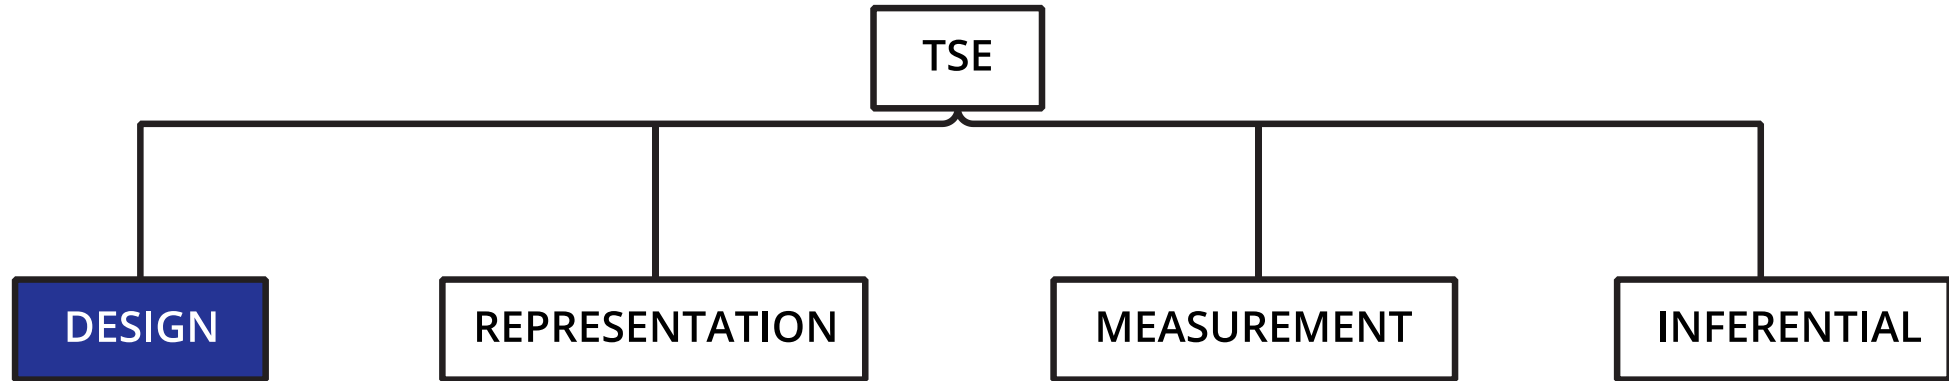 TSE
DESIGN
REPRESENTATION
MEASUREMENT
INFERENTIAL